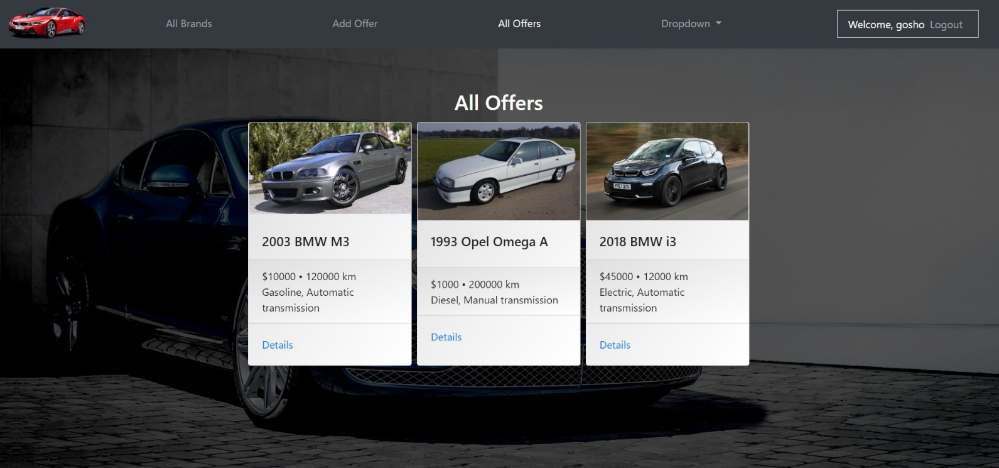 All Brands
Add Offer
All Offers
Dropdown
Welcome, gosho Logout
All Offers
2003 BMW M3
$10000 • 120000 km
Gasoline, Automatic
transmission
Details
1993 Opel Omega A
$1000 • 200000 km
Diesel, Manual transmission
Details
YF67 DZO
2018 BMW i3
$45000 • 12000 km
Electric, Automatic
transmission
Details